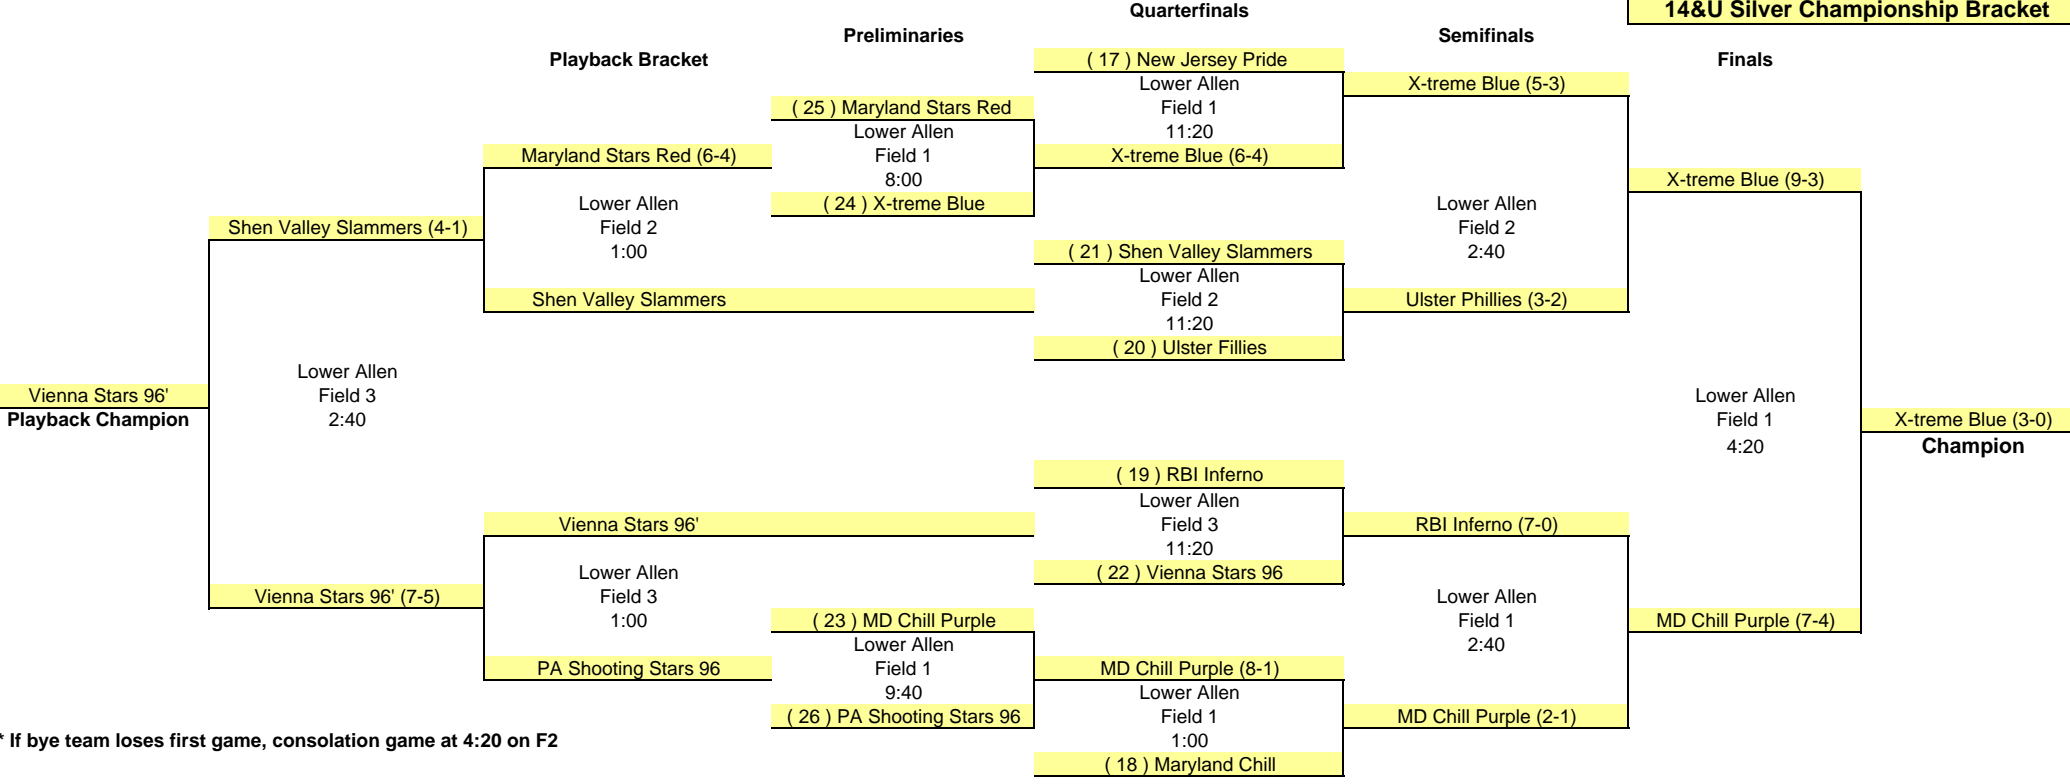 Quarterfinals
14&U Silver Championship Bracket
Preliminaries
Semifinals
Playback Bracket
( 17 ) New Jersey Pride
Finals
Lower Allen
X-treme Blue (5-3)
( 25 ) Maryland Stars Red
Field 1
Lower Allen
11:20
Maryland Stars Red (6-4)
Field 1
X-treme Blue (6-4)
8:00
X-treme Blue (9-3)
Lower Allen
( 24 ) X-treme Blue
Lower Allen
Shen Valley Slammers (4-1)
Field 2
Field 2
1:00
( 21 ) Shen Valley Slammers
2:40
Lower Allen
Shen Valley Slammers
Field 2
Ulster Phillies (3-2)
11:20
( 20 ) Ulster Fillies
Lower Allen
Vienna Stars 96'
Field 3
Lower Allen
Playback Champion
2:40
Field 1
X-treme Blue (3-0)
4:20
Champion
( 19 ) RBI Inferno
Lower Allen
Vienna Stars 96'
Field 3
RBI Inferno (7-0)
11:20
Lower Allen
( 22 ) Vienna Stars 96
Vienna Stars 96' (7-5)
Field 3
Lower Allen
1:00
( 23 ) MD Chill Purple
Field 1
MD Chill Purple (7-4)
Lower Allen
2:40
PA Shooting Stars 96
Field 1
MD Chill Purple (8-1)
9:40
Lower Allen
( 26 ) PA Shooting Stars 96
Field 1
MD Chill Purple (2-1)
* If bye team loses first game, consolation game at 4:20 on F2
1:00
( 18 ) Maryland Chill